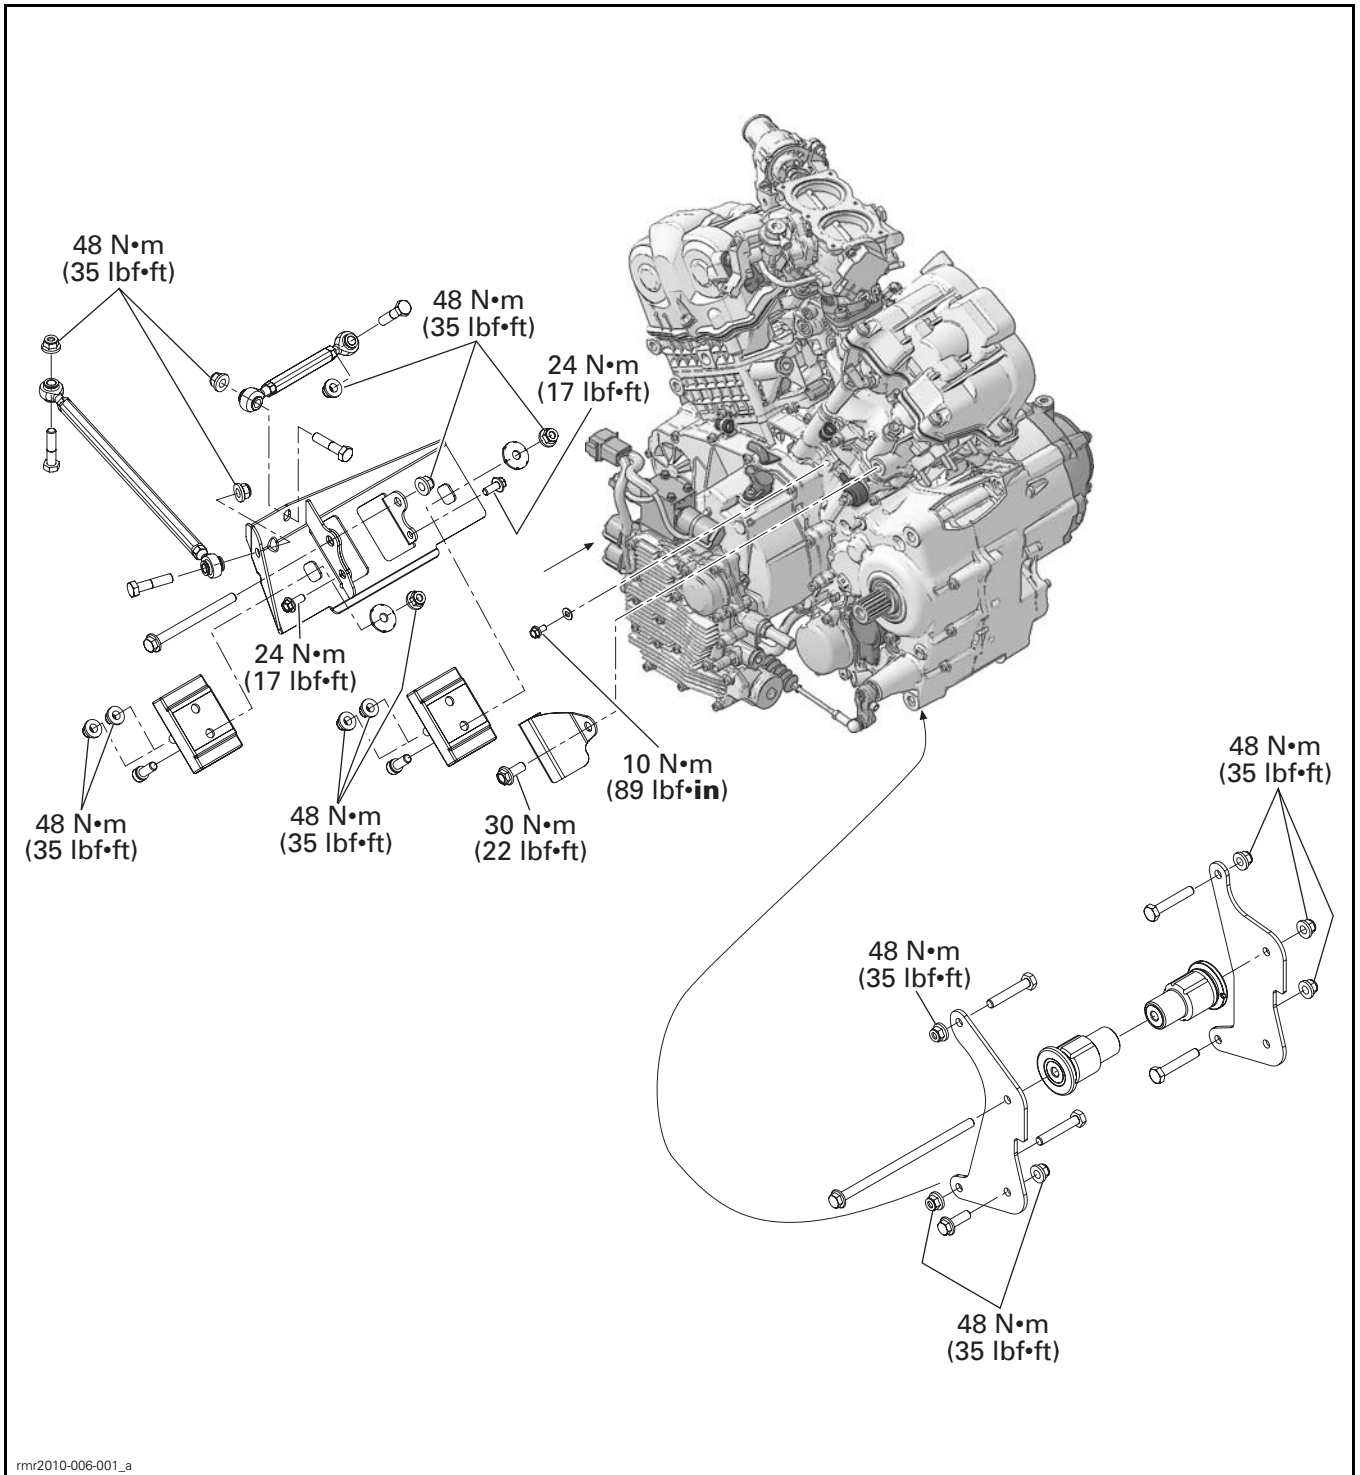 48 N•m
(35 lbf•ft)
48 N•m
(35 lbf•ft)
24 N•m
(17 lbf•ft)
24 N•m
(17 lbf•ft)
48 N•m
(35 lbf•ft)
48 N•m
(35 lbf•ft)
30 N•m
(22 lbf•ft)
10 N•m
(89 lbf•in)
48 N•m
(35 lbf•ft)
48 N•m
(35 lbf•ft)
48 N•m
(35 lbf•ft)
rmr2010-006-001_a